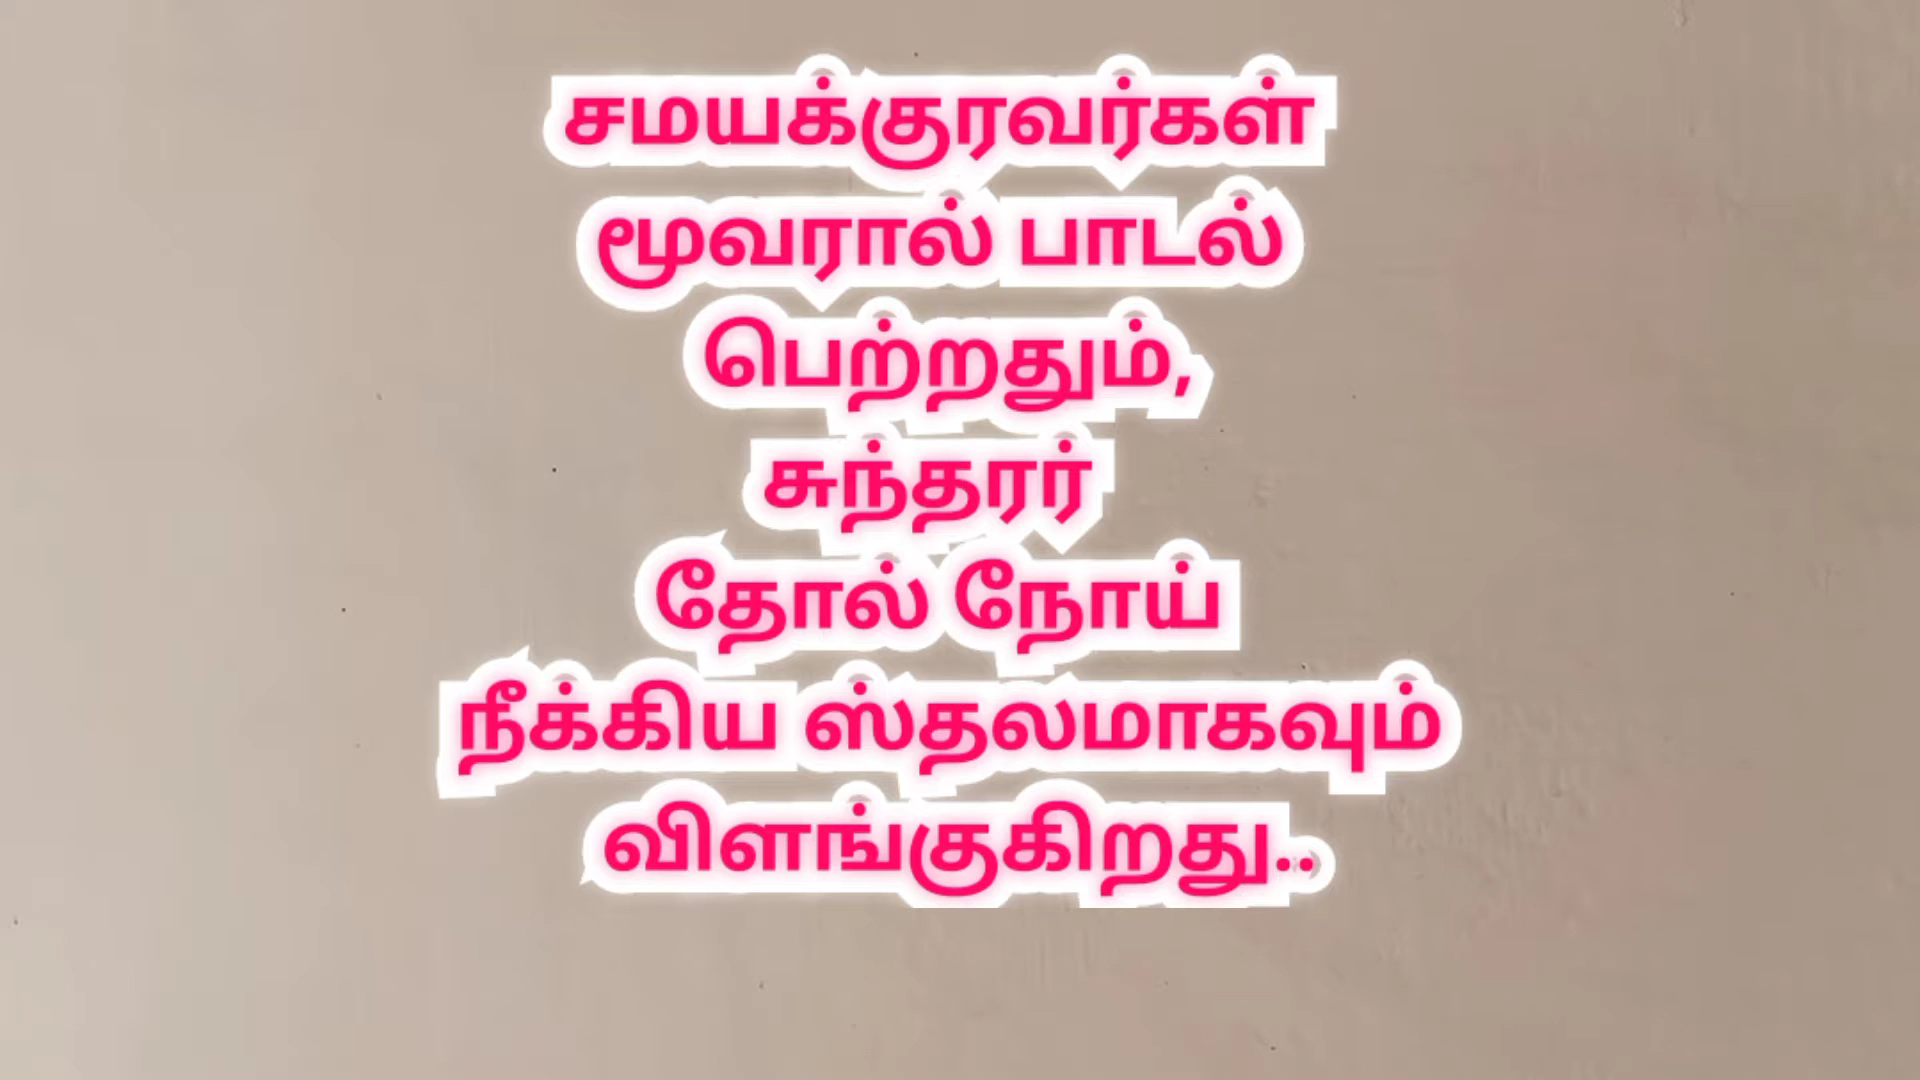 சமயக்குரவர்கள்
மூவரால் பாடல்
பெற்றதும்,
சுந்தரர்
தோல் நோய்
நீக்கிய ஸ்தலமாகவும்
விளங்குகிறது..